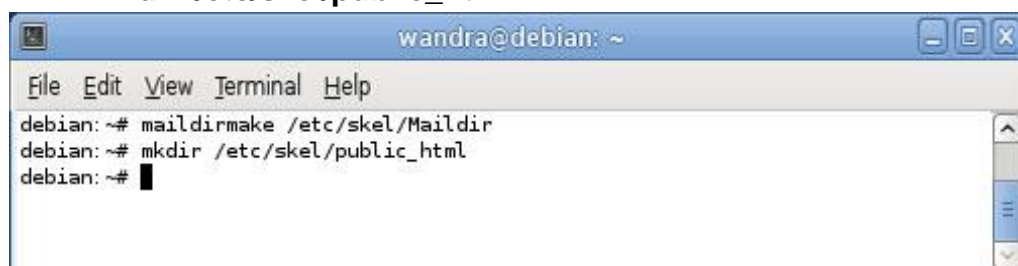 wandra@debian: ~
File Edit View Terminal Help
debian:~# maildirmake /etc/skel/Maildir
debian:~# mkdir /etc/skel/public_html
debian:~#